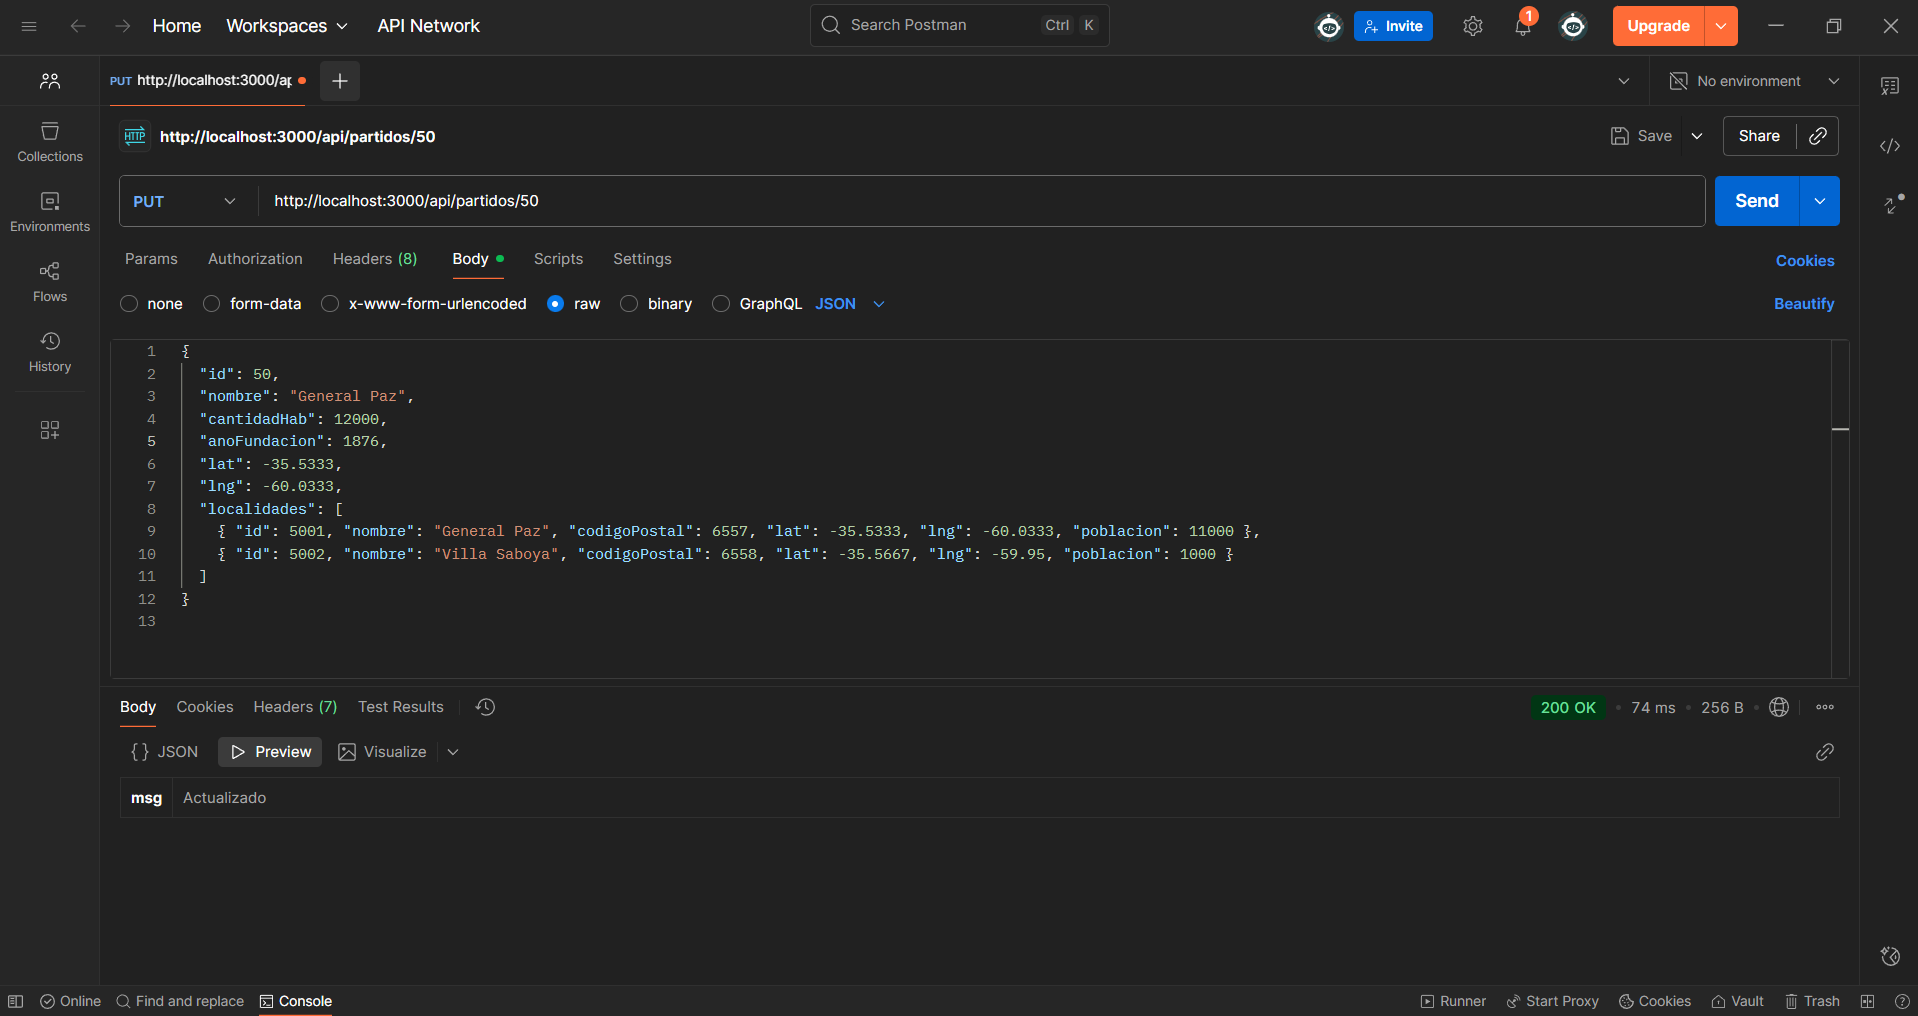 Home Workspaces API Network Search Postman Ctrl K Invite 1 Upgrade
PUT http://localhost:3000/ap No environment
HTTP http://localhost:3000/api/partidos/50 Save Share
PUT http://localhost:3000/api/partidos/50 Send
Collections
Environments
Flows
History
Params Authorization Headers (8) Body Scripts Settings Cookies
none form-data x-www-form-urlencoded raw binary GraphQL JSON Beautify
1 {
2 "id": 50,
3 "nombre": "General Paz",
4 "cantidadHab": 12000,
5 "anoFundacion": 1876,
6 "lat": -35.5333,
7 "lng": -60.0333,
8 "localidades": [
9 { "id": 5001, "nombre": "General Paz", "codigoPostal": 6557, "lat": -35.5333, "lng": -60.0333, "poblacion": 11000 },
10 { "id": 5002, "nombre": "Villa Saboya", "codigoPostal": 6558, "lat": -35.5667, "lng": -59.95, "poblacion": 1000 }
11 ]
12 }
13
Body Cookies Headers (7) Test Results 200 OK • 74 ms • 256 B •
{} JSON Preview Visualize
msg Actualizado
Online Find and replace Console Runner Start Proxy Cookies Vault Trash